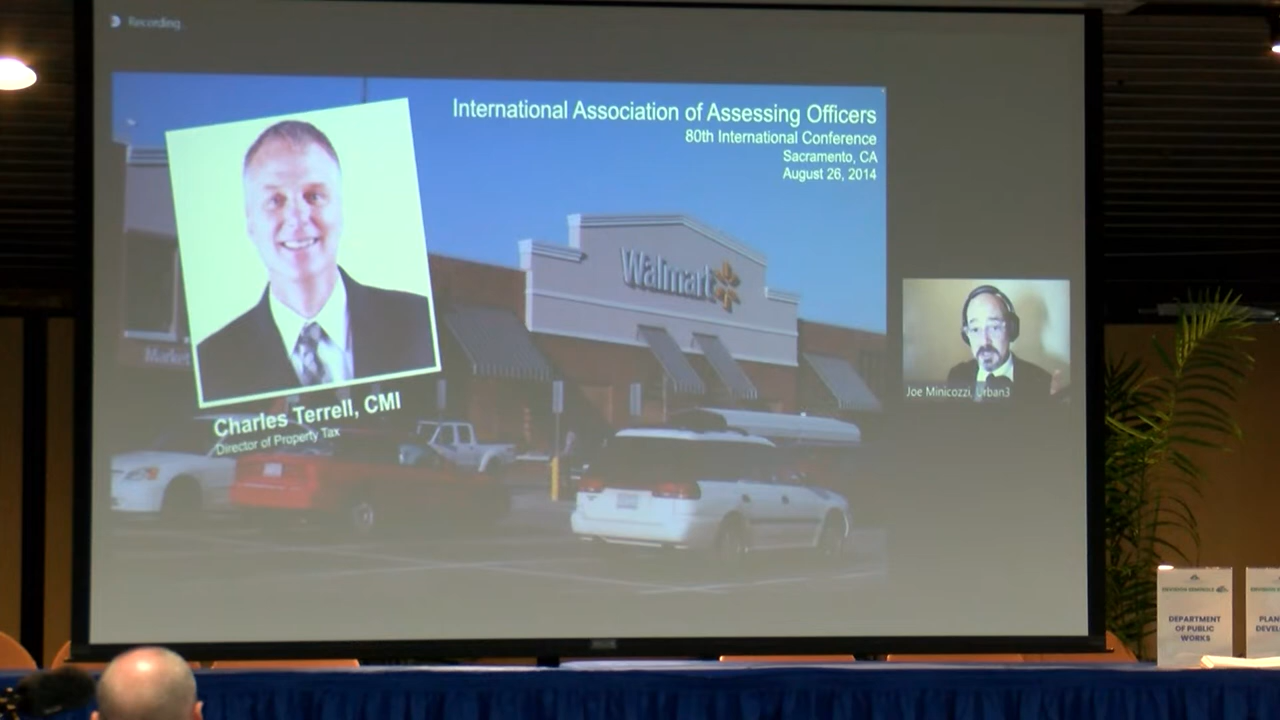 Recording...
International Association of Assessing Officers
80th International Conference
Sacramento, CA
August 26, 2014
Walmart
Market
Charles Terrell, CMI
Director of Property Tax
Joe Minicozzi, Urban3
DEPARTMENT
OF PUBLIC
WORKS